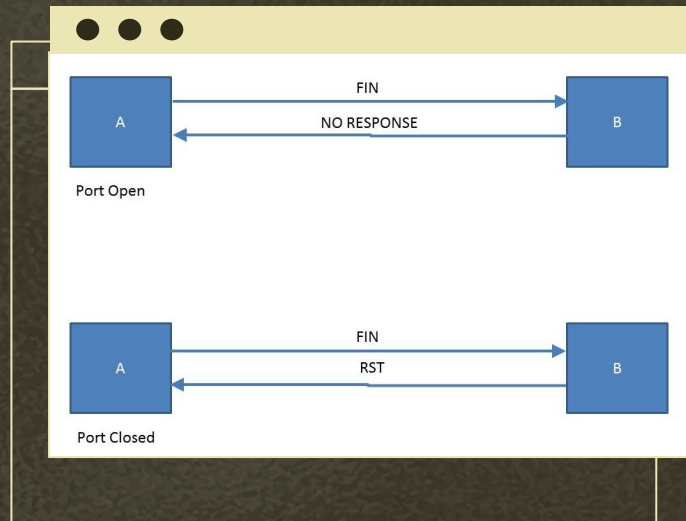 FIN
A
NO RESPONSE
B
Port Open
FIN
A
RST
B
Port Closed